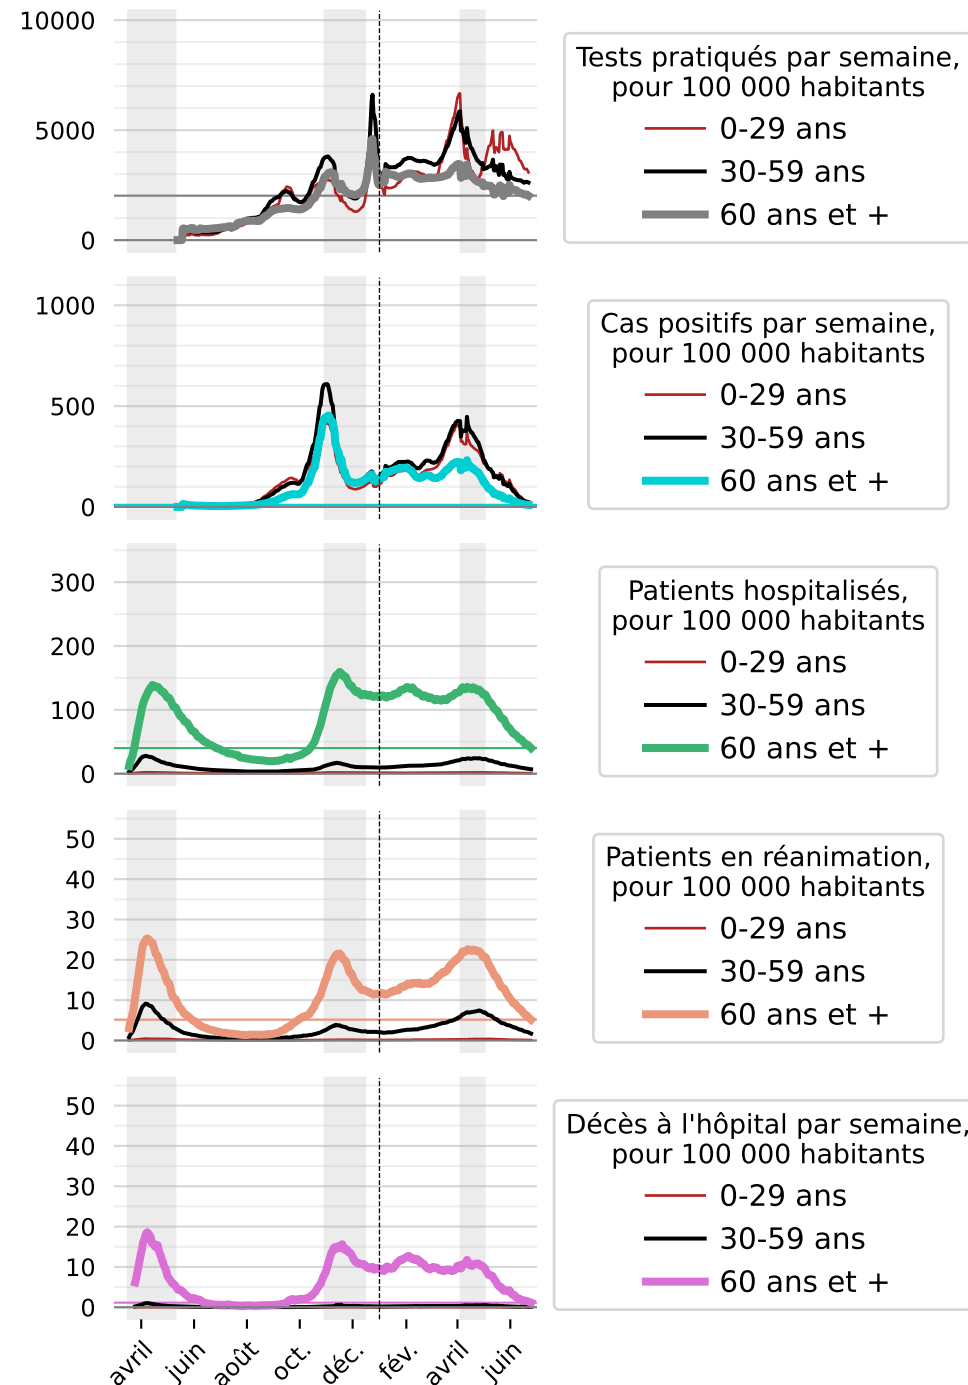 10000
5000
0
Tests pratiqués par semaine,
pour 100 000 habitants
0-29 ans
30-59 ans
60 ans et +
1000
500
0
Cas positifs par semaine,
pour 100 000 habitants
0-29 ans
30-59 ans
60 ans et +
300
200
100
0
Patients hospitalisés,
pour 100 000 habitants
0-29 ans
30-59 ans
60 ans et +
50
40
30
20
10
0
Patients en réanimation,
pour 100 000 habitants
0-29 ans
30-59 ans
60 ans et +
50
40
30
20
10
0
Décès à l'hôpital par semaine,
pour 100 000 habitants
0-29 ans
30-59 ans
60 ans et +
avril
juin
août
oct.
déc.
fév.
avril
juin